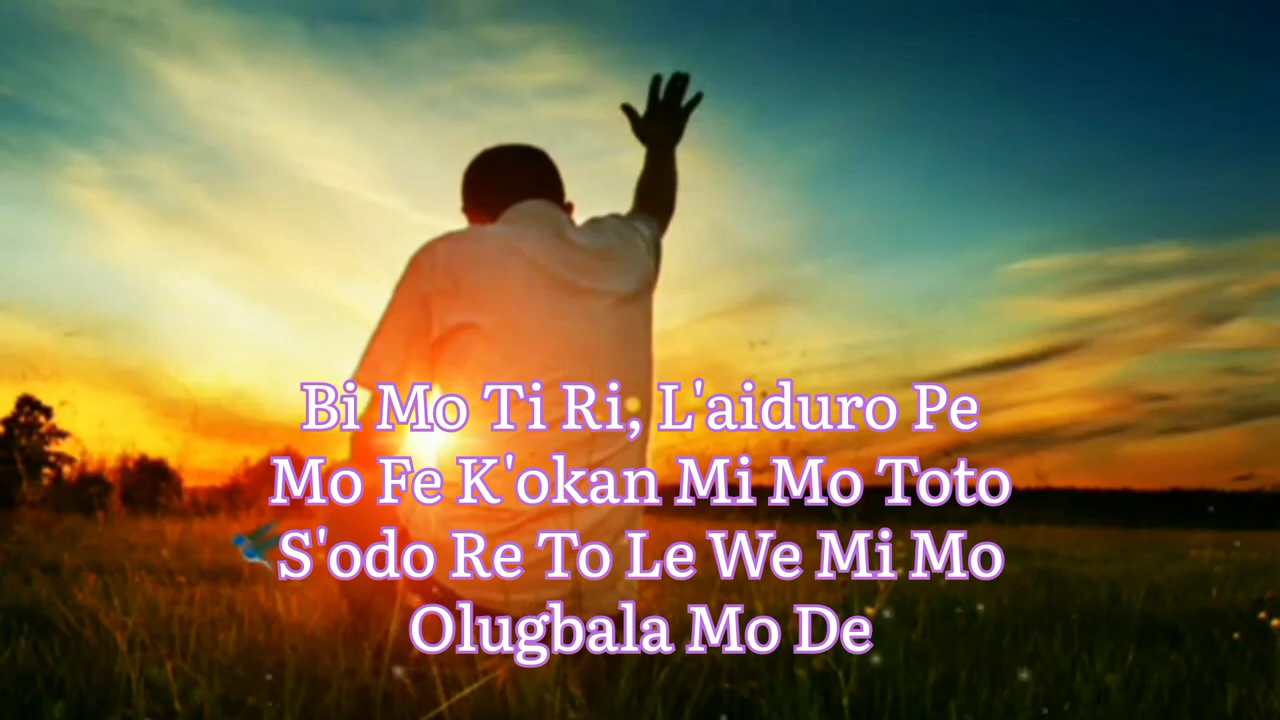 Bi Mo Ti Ri, L'aiduro Pe
Mo Fe K'okan Mi Mo Toto
S'odo Re To Le We Mi Mo
Olugbala Mo De